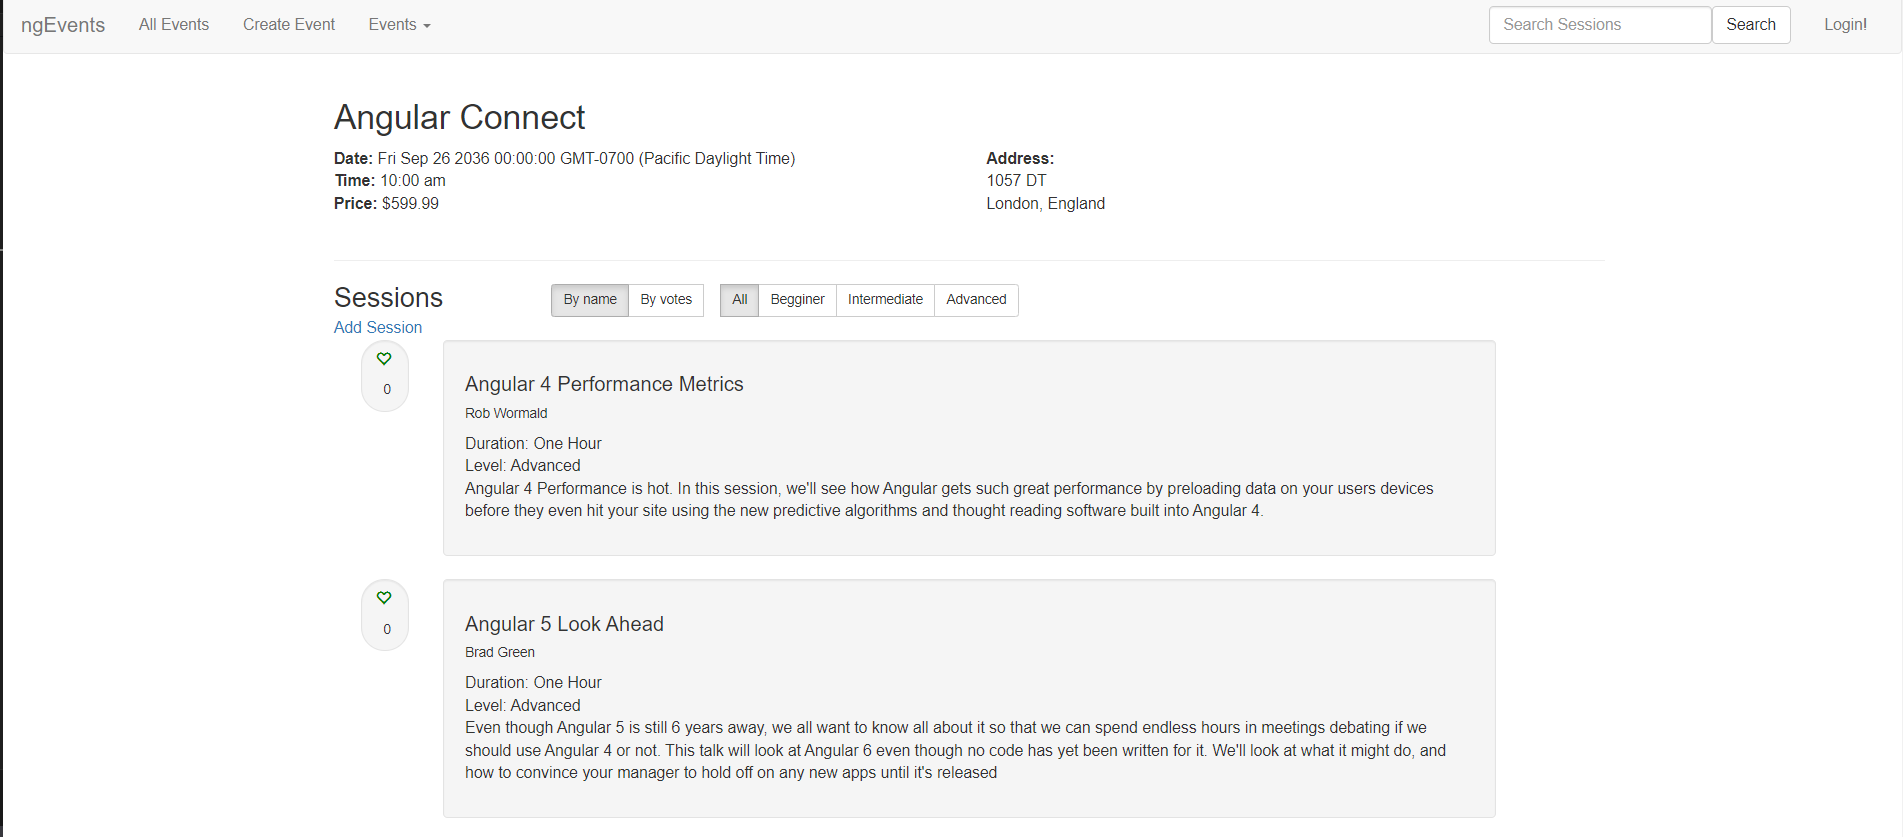 ngEvents All Events Create Event Events Search Sessions Search Login!
Angular Connect
Date: Fri Sep 26 2036 00:00:00 GMT-0700 (Pacific Daylight Time)
Time: 10:00 am
Price: $599.99
Address:
1057 DT
London, England
Sessions
By name By votes All Begginer Intermediate Advanced
Add Session
0
Angular 4 Performance Metrics
Rob Wormald
Duration: One Hour
Level: Advanced
Angular 4 Performance is hot. In this session, we'll see how Angular gets such great performance by preloading data on your users devices
before they even hit your site using the new predictive algorithms and thought reading software built into Angular 4.
0
Angular 5 Look Ahead
Brad Green
Duration: One Hour
Level: Advanced
Even though Angular 5 is still 6 years away, we all want to know all about it so that we can spend endless hours in meetings debating if we
should use Angular 4 or not. This talk will look at Angular 6 even though no code has yet been written for it. We'll look at what it might do, and
how to convince your manager to hold off on any new apps until it's released